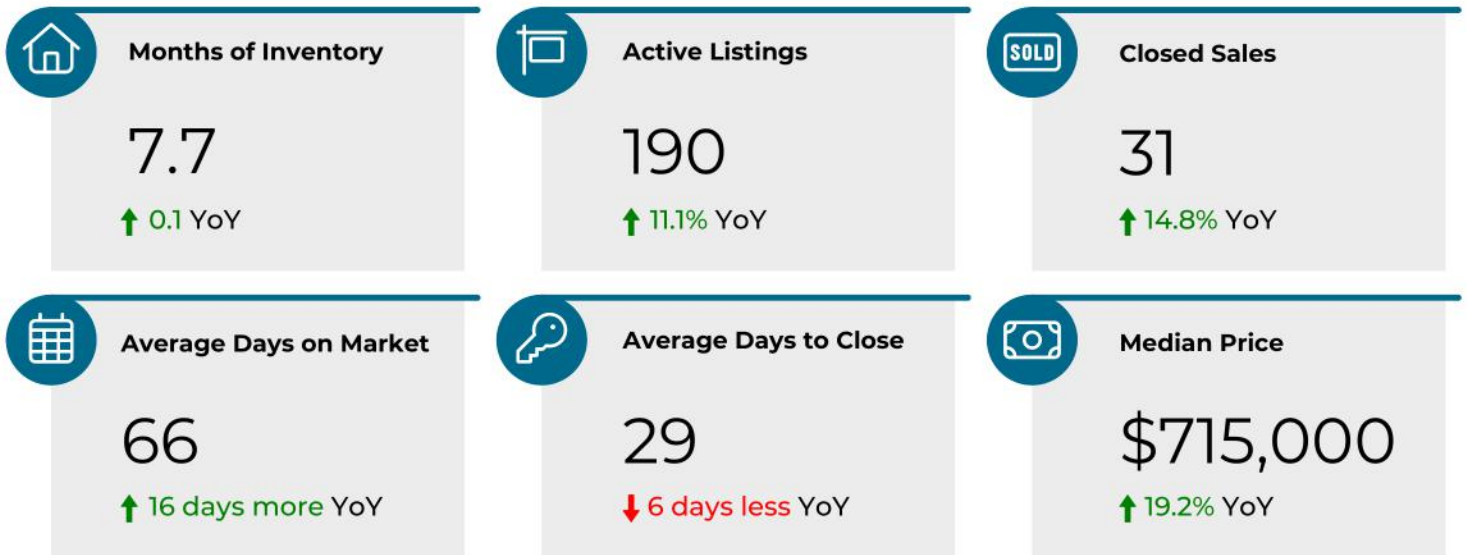 Months of Inventory
7.7
↑ 0.1 YoY
Active Listings
190
↑ 11.1% YoY
SOLD
Closed Sales
31
↑ 14.8% YoY
Average Days on Market
66
↑ 16 days more YoY
Average Days to Close
29
↓ 6 days less YoY
Median Price
$715,000
↑ 19.2% YoY